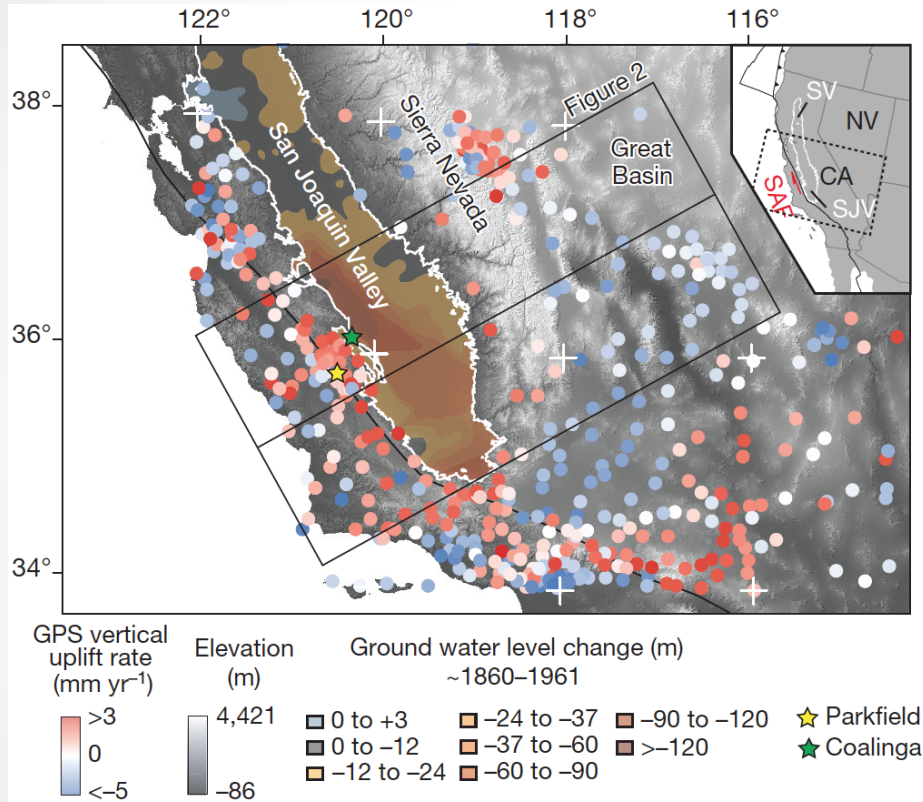 122° 120° 118° 116°
38°
36°
34°
San Joaquin Valley
Sierra Nevada
Figure 2
Great
Basin
SV
NV
CA
SAF
SJV
GPS vertical
uplift rate
(mm yr⁻¹)
>3
0
<–5
Elevation
(m)
4,421
–86
Ground water level change (m)
~1860–1961
0 to +3
0 to –12
–12 to –24
–24 to –37
–37 to –60
–60 to –90
–90 to –120
>–120
Parkfield
Coalinga